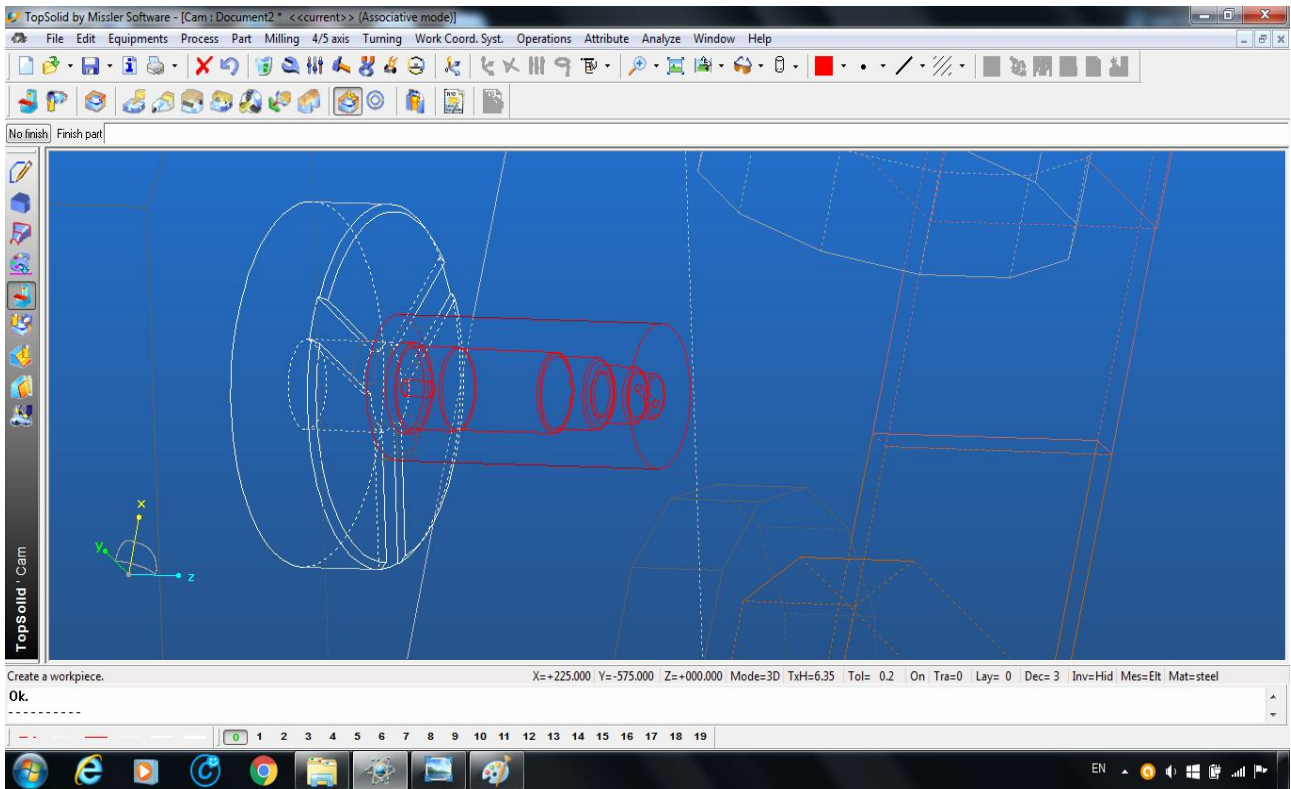 TopSolid by Missler Software - [Cam : Document2 * <<current>> (Associative mode)]
File Edit Equipments Process Part Milling 4/5 axis Turning Work Coord. Syst. Operations Attribute Analyze Window Help
No finish Finish part
x
y
z
TopSolid 'Cam
Create a workpiece. X=+225.000 Y=-575.000 Z=+000.000 Mode=3D TxH=6.35 Tol= 0.2 On Tra=0 Lay= 0 Dec= 3 Inv=Hid Mes=Elt Mat=steel
Ok.
----------
0 1 2 3 4 5 6 7 8 9 10 11 12 13 14 15 16 17 18 19
EN